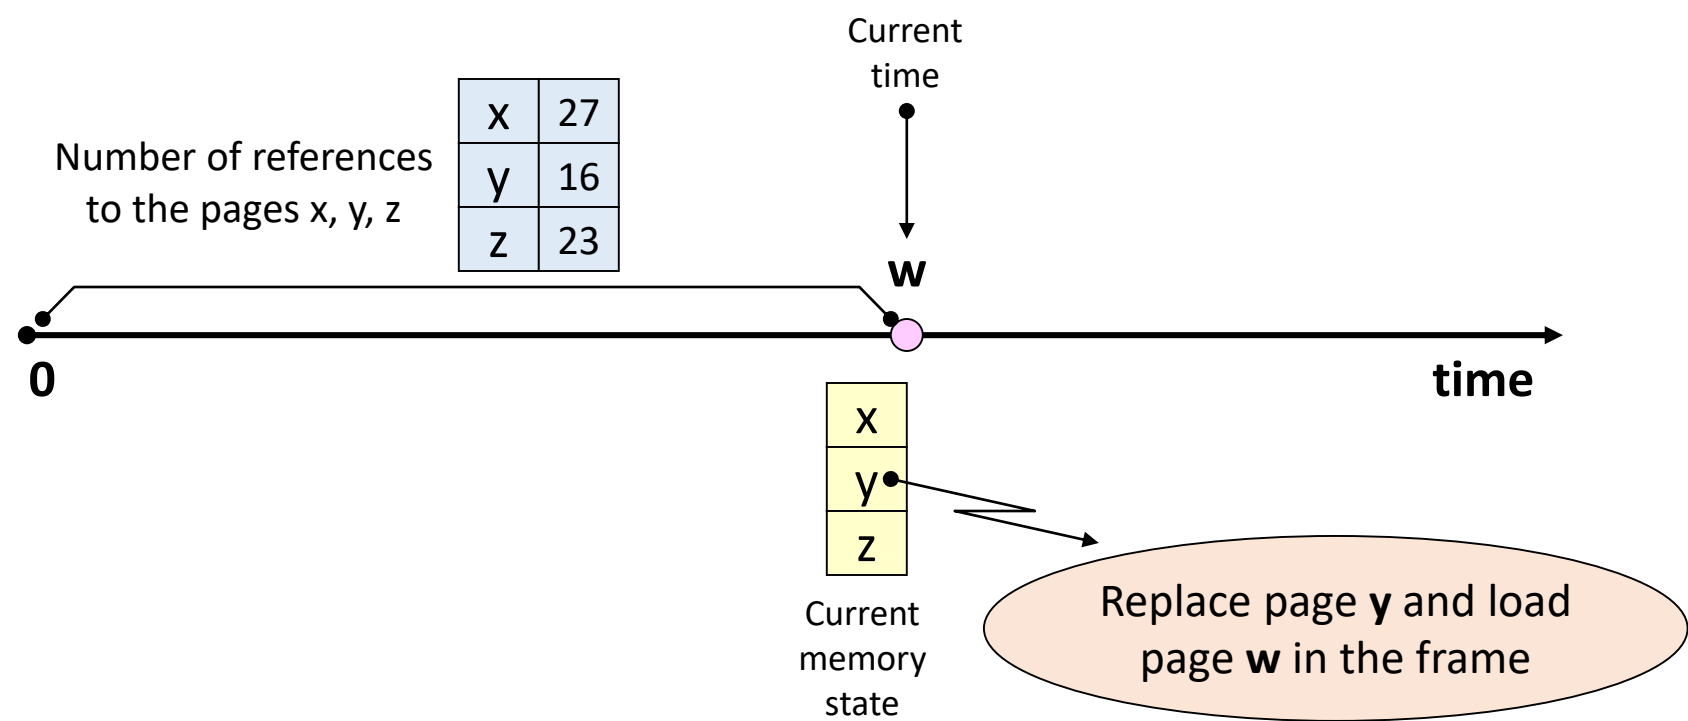 Current
time
Number of references
to the pages x, y, z
x 27
y 16
z 23
w
0
time
x
y
z
Current
memory
state
Replace page y and load
page w in the frame